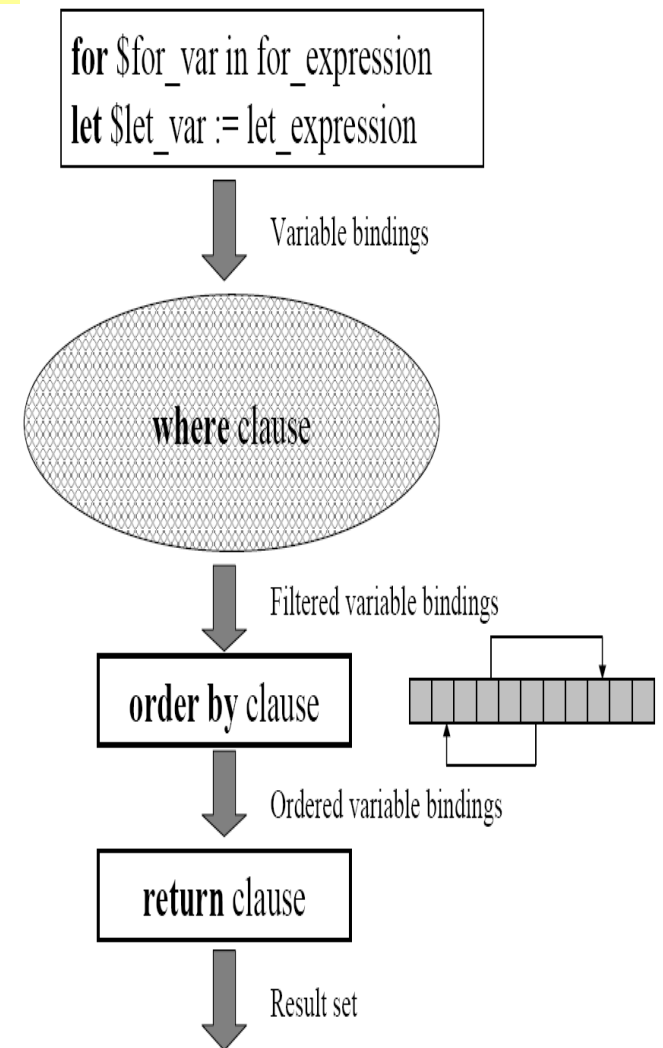 for $for_var in for_expression
let $let_var := let_expression
Variable bindings
where clause
Filtered variable bindings
order by clause
Ordered variable bindings
return clause
Result set